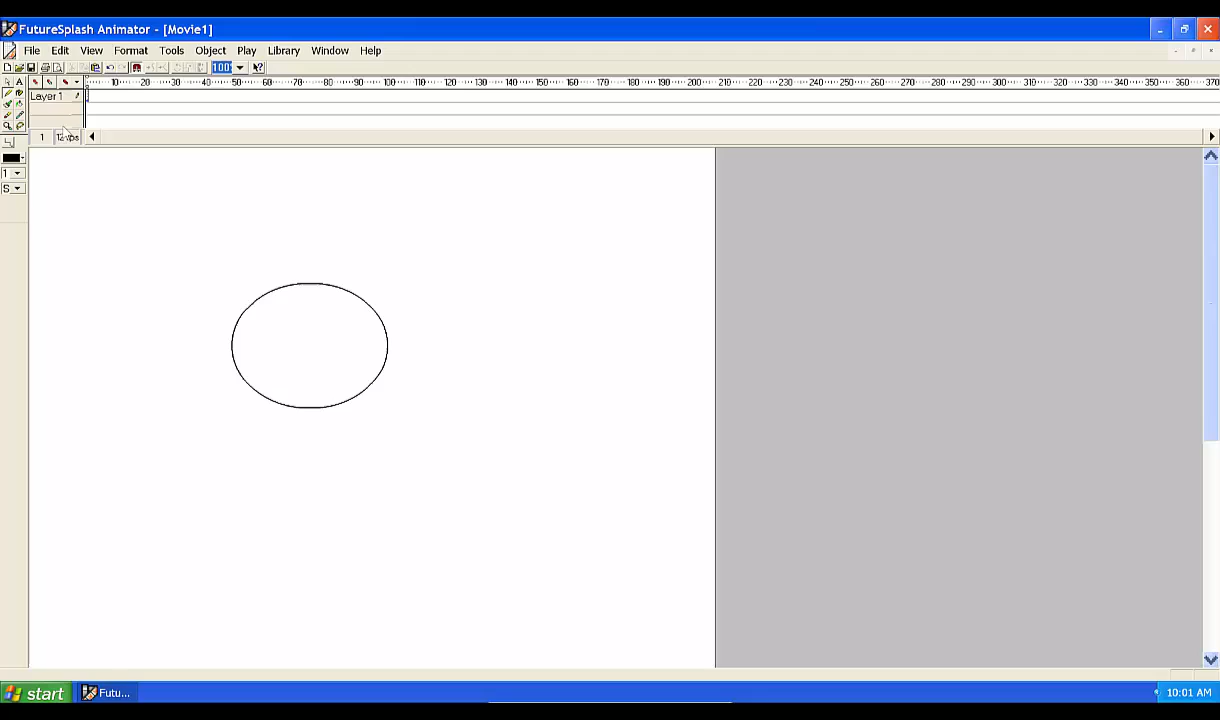 FutureSplash Animator - [Movie1]
File Edit View Format Tools Object Play Library Window Help
A 100%
10 20 30 40 50 60 70 80 90 100 110 120 130 140 150 160 170 180 190 200 210 220 230 240 250 260 270 280 290 300 310 320 330 340 350 360 370
Layer 1
1 12 fps
1
S
start Futu... 10:01 AM